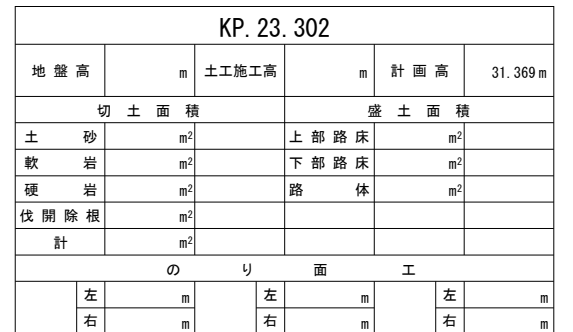 KP. 23. 302
地 盤 高 m 土工施工高 m 計 画 高 31. 369 m
切 土 面 積 盛 土 面 積
土 砂 m² 上 部 路 床 m²
軟 岩 m² 下 部 路 床 m²
硬 岩 m² 路 体 m²
伐 開 除 根 m²
計 m²
の り 面 工
左 m 左 m 左 m
右 m 右 m 右 m